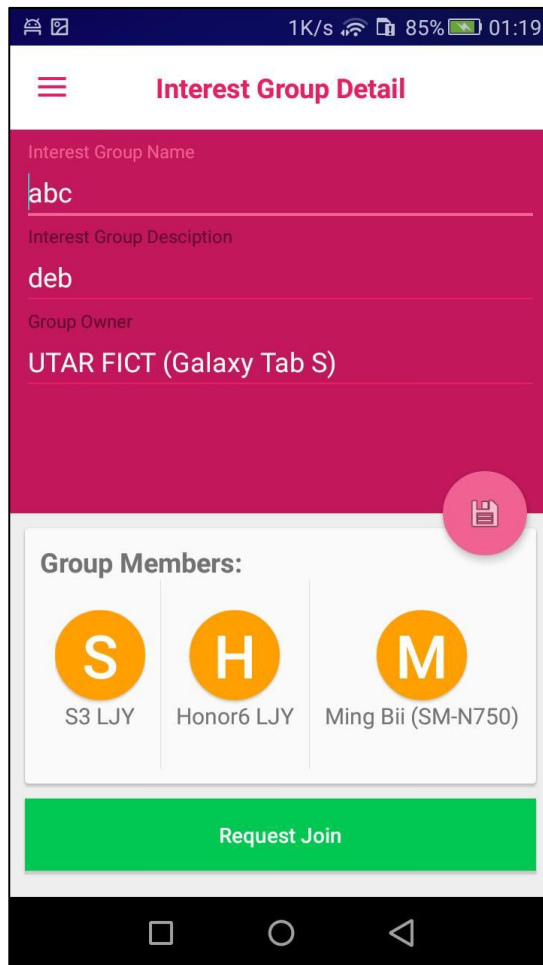 1K/s 85% 01:19
Interest Group Detail
Interest Group Name
abc
Interest Group Desciption
deb
Group Owner
UTAR FICT (Galaxy Tab S)
Group Members:
S H M
S3 LJY Honor6 LJY Ming Bii (SM-N750)
Request Join